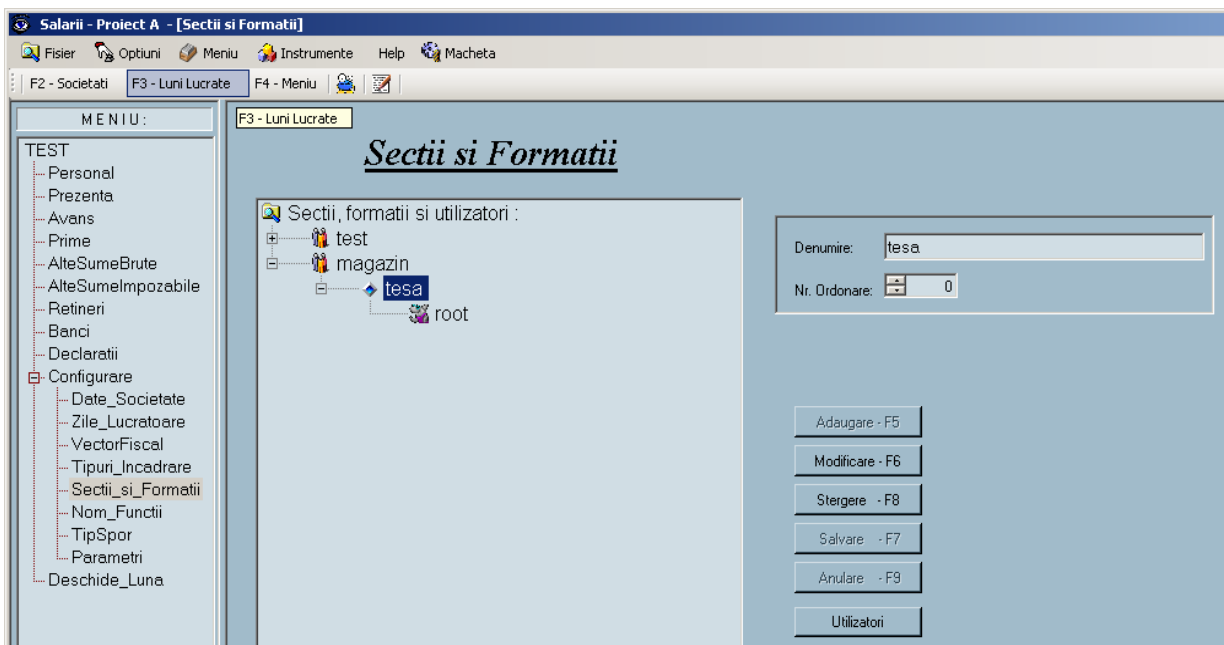 Salarii - Proiect A - [Sectii si Formatii]
Fisier Optiuni Meniu Instrumente Help Macheta
F2 - Societati F3 - Luni Lucrate F4 - Meniu
M E N I U :
TEST
Personal
Prezenta
Avans
Prime
AlteSumeBrute
AlteSumeImpozabile
Retineri
Banci
Declaratii
Configurare
Date_Societate
Zile_Lucratoare
VectorFiscal
Tipuri_Incadrare
Sectii_si_Formatii
Nom_Functii
TipSpor
Parametri
Deschide_Luna
F3 - Luni Lucrate
Sectii si Formatii
Sectii, formatii si utilizatori :
test
magazin
tesa
root
Denumire: tesa
Nr. Ordonare: 0
Adaugare - F5
Modificare - F6
Stergere - F8
Salvare - F7
Anulare - F9
Utilizatori